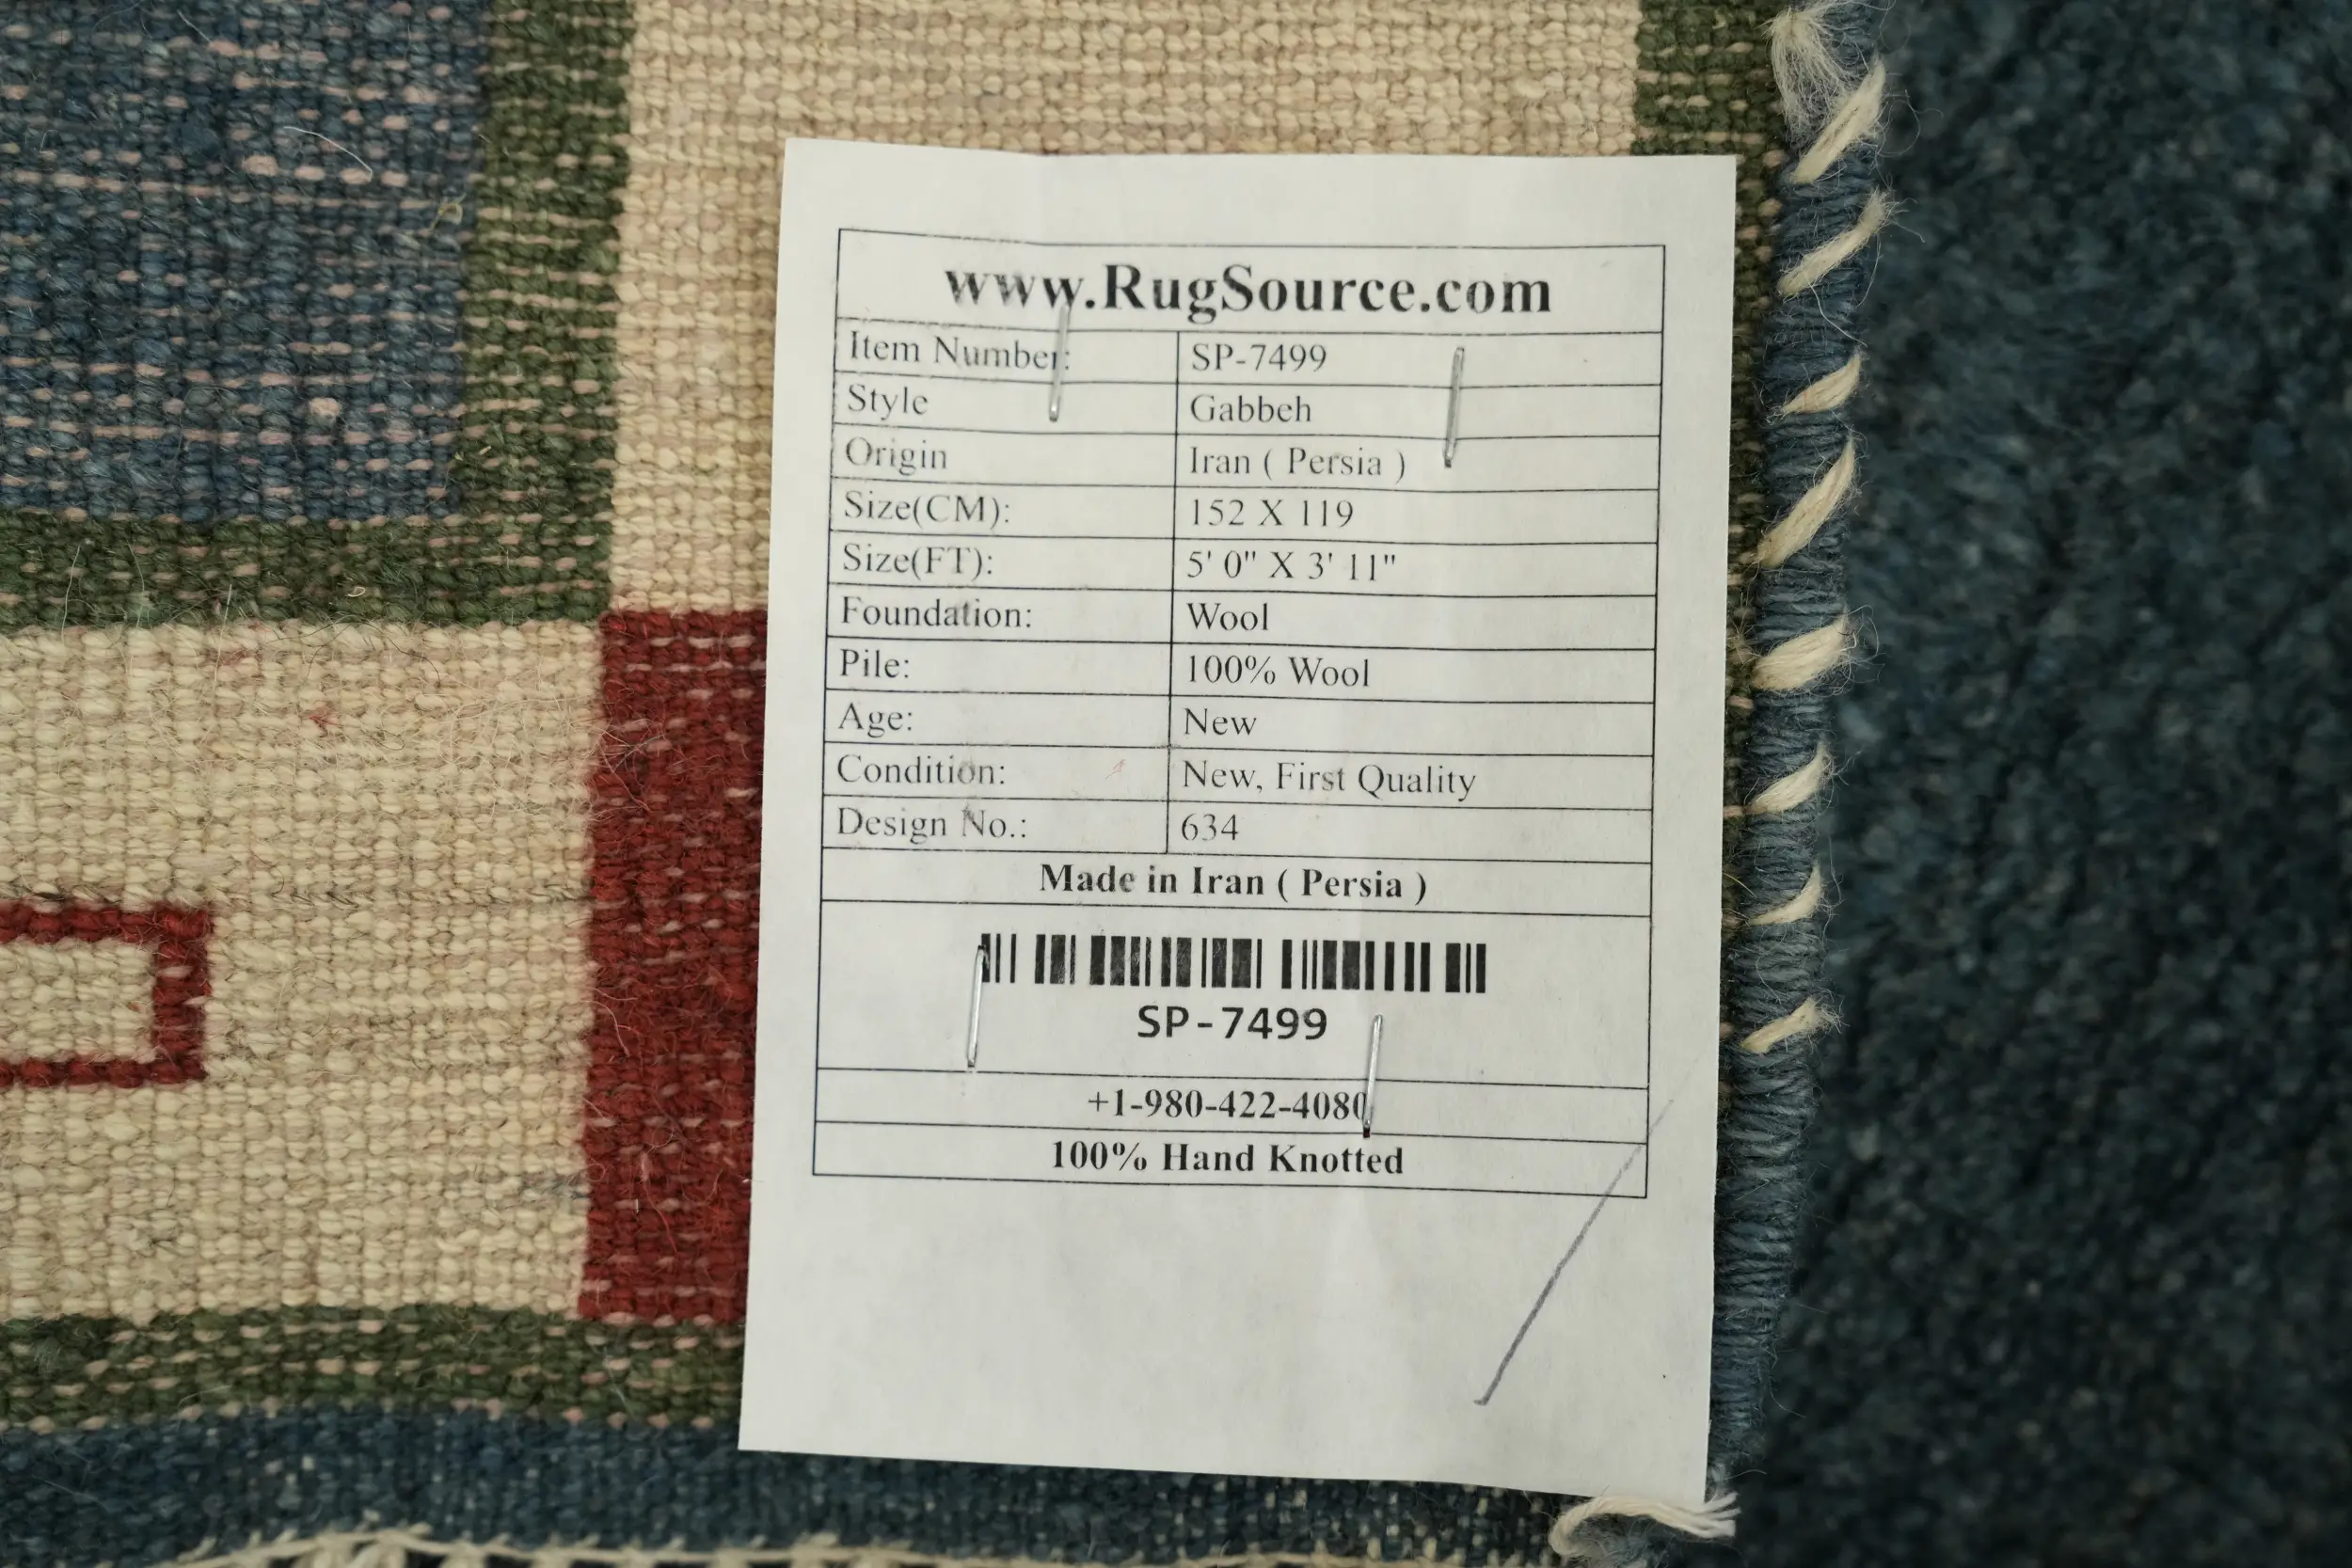 www.RugSource.com
Item Number: SP-7499
Style Gabbeh
Origin Iran ( Persia )
Size(CM): 152 X 119
Size(FT): 5' 0" X 3' 11"
Foundation: Wool
Pile: 100% Wool
Age: New
Condition: New, First Quality
Design No.: 634
Made in Iran ( Persia )
SP-7499
+1-980-422-4080
100% Hand Knotted